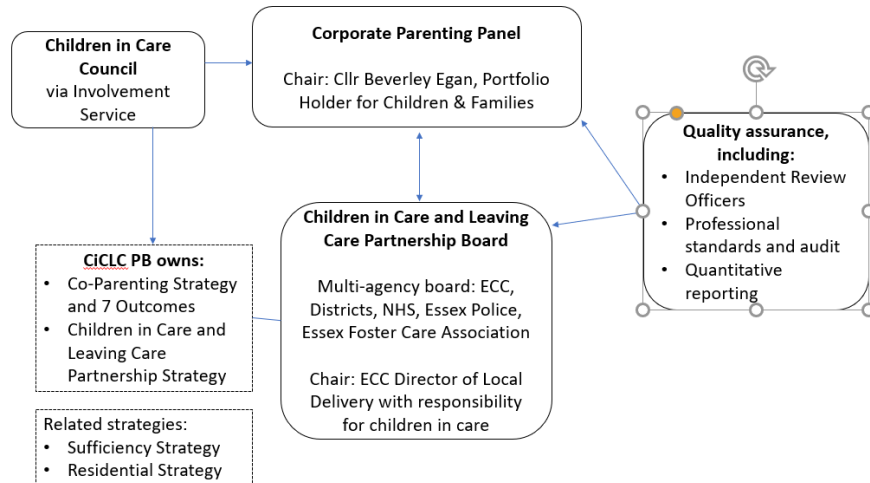 Children in Care
Council
via Involvement
Service
Corporate Parenting Panel
Chair: Cllr Beverley Egan, Portfolio
Holder for Children & Families
Quality assurance,
including:
• Independent Review
Officers
• Professional
standards and audit
• Quantitative
reporting
Children in Care and Leaving
Care Partnership Board
Multi-agency board: ECC,
Districts, NHS, Essex Police,
Essex Foster Care Association
Chair: ECC Director of Local
Delivery with responsibility
for children in care
CiCLC PB owns:
• Co-Parenting Strategy
and 7 Outcomes
• Children in Care and
Leaving Care
Partnership Strategy
Related strategies:
• Sufficiency Strategy
• Residential Strategy